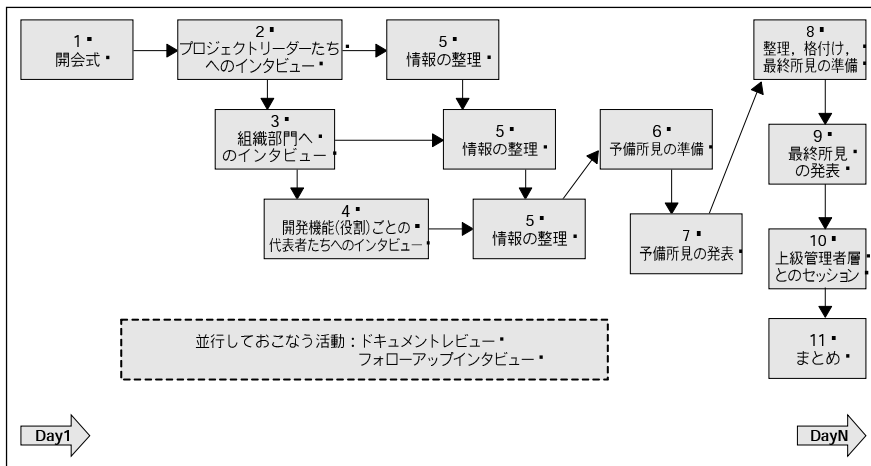 1
開会式
2
プロジェクトリーダーたち
へのインタビュー
5
情報の整理
8
整理，格付け，
最終所見の準備
3
組織部門へ
のインタビュー
5
情報の整理
6
予備所見の準備
9
最終所見
の発表
4
開発機能(役割)ごとの
代表者たちへのインタビュー
5
情報の整理
7
予備所見の発表
10
上級管理者層
とのセッション
並行しておこなう活動：ドキュメントレビュー
フォローアップインタビュー
11
まとめ
Day1
DayN